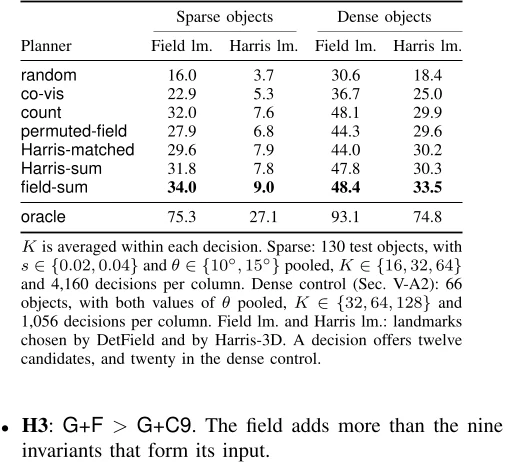 Sparse objects Dense objects
Planner Field lm. Harris lm. Field lm. Harris lm.
random 16.0 3.7 30.6 18.4
co-vis 22.9 5.3 36.7 25.0
count 32.0 7.6 48.1 29.9
permuted-field 27.9 6.8 44.3 29.6
Harris-matched 29.6 7.9 44.0 30.2
Harris-sum 31.8 7.8 47.8 30.3
field-sum 34.0 9.0 48.4 33.5
oracle 75.3 27.1 93.1 74.8
K is averaged within each decision. Sparse: 130 test objects, with
s ∈ {0.02, 0.04} and θ ∈ {10°, 15°} pooled, K ∈ {16, 32, 64}
and 4,160 decisions per column. Dense control (Sec. V-A2): 66
objects, with both values of θ pooled, K ∈ {32, 64, 128} and
1,056 decisions per column. Field lm. and Harris lm.: landmarks
chosen by DetField and by Harris-3D. A decision offers twelve
candidates, and twenty in the dense control.
• H3: G+F > G+C9. The field adds more than the nine
invariants that form its input.